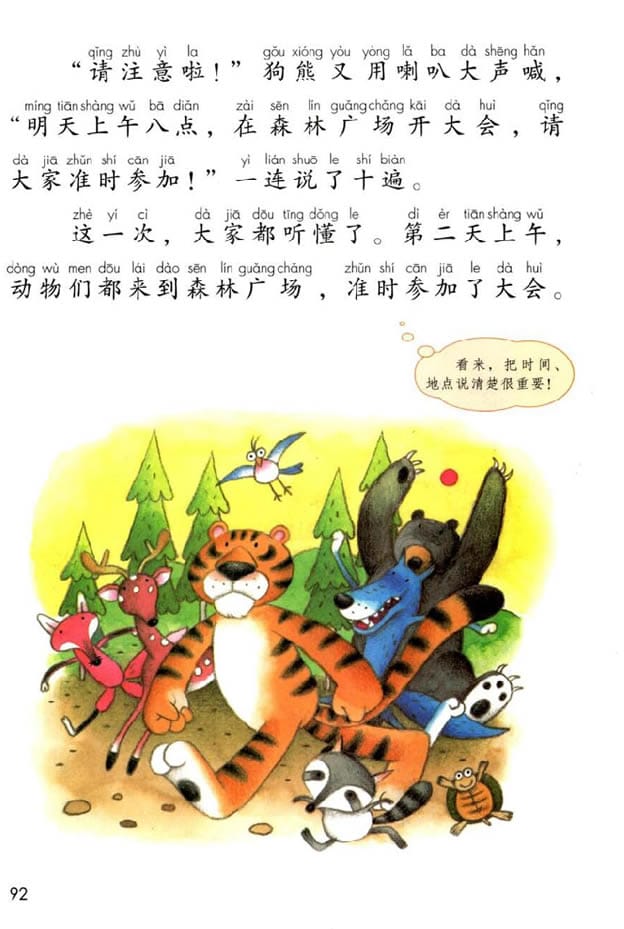 qǐng zhù yì la gǒu xióng yòu yòng lǎ ba dà shēng hǎn
“请注意啦！”狗熊又用喇叭大声喊，
míng tiān shàng wǔ bā diǎn zài sēn lín guǎng chǎng kāi dà huì qǐng
“明天上午八点，在森林广场开大会，请
dà jiā zhǔn shí cān jiā yì lián shuō le shí biàn
大家准时参加！”一连说了十遍。
zhè yí cì dà jiā dōu tīng dǒng le dì èr tiān shàng wǔ
这一次，大家都听懂了。第二天上午，
dòng wù men dōu lái dào sēn lín guǎng chǎng zhǔn shí cān jiā le dà huì
动物们都来到森林广场，准时参加了大会。
看来，把时间、
地点说清楚很重要！
92